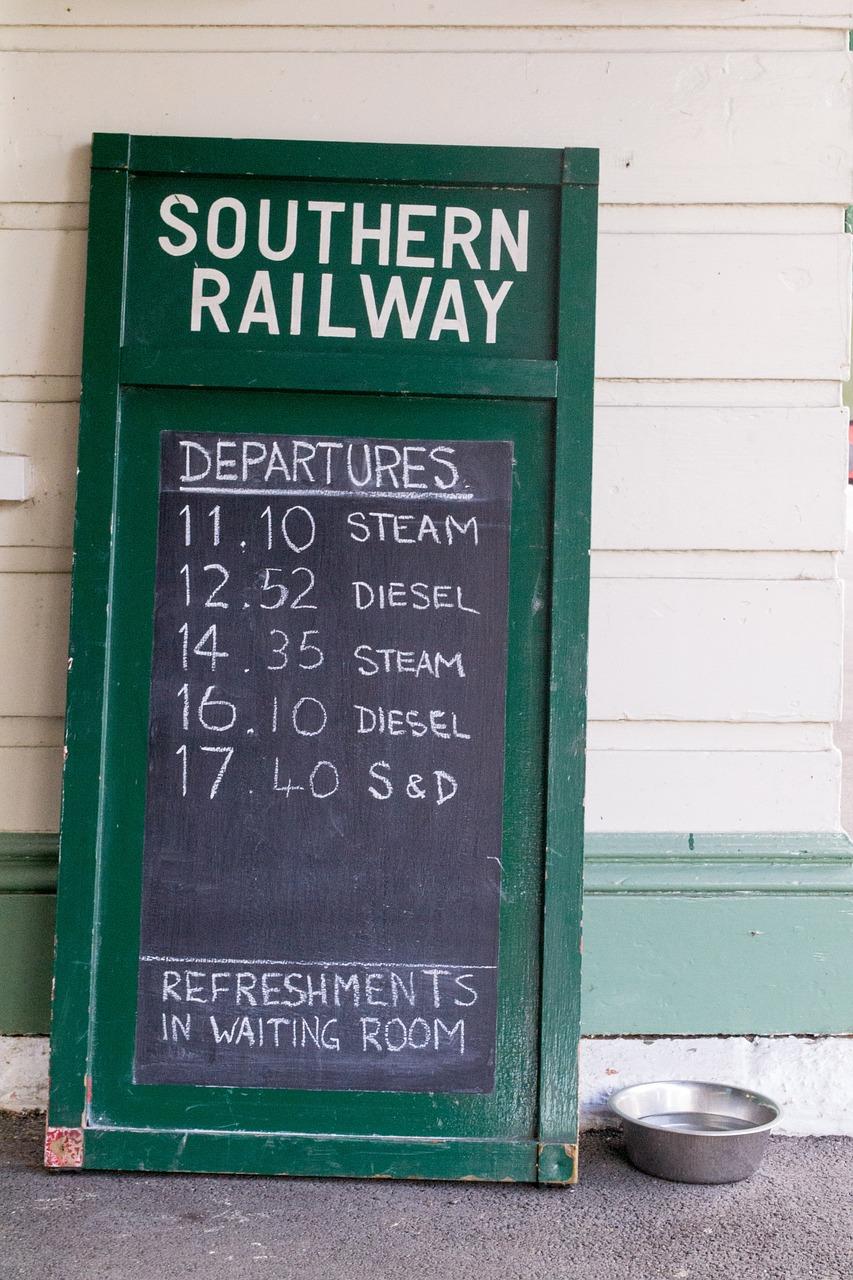 SOUTHERN
RAILWAY
DEPARTURES.
11.10 STEAM
12.52 DIESEL
14.35 STEAM
16.10 DIESEL
17.40 S&D
REFRESHMENTS
IN WAITING ROOM